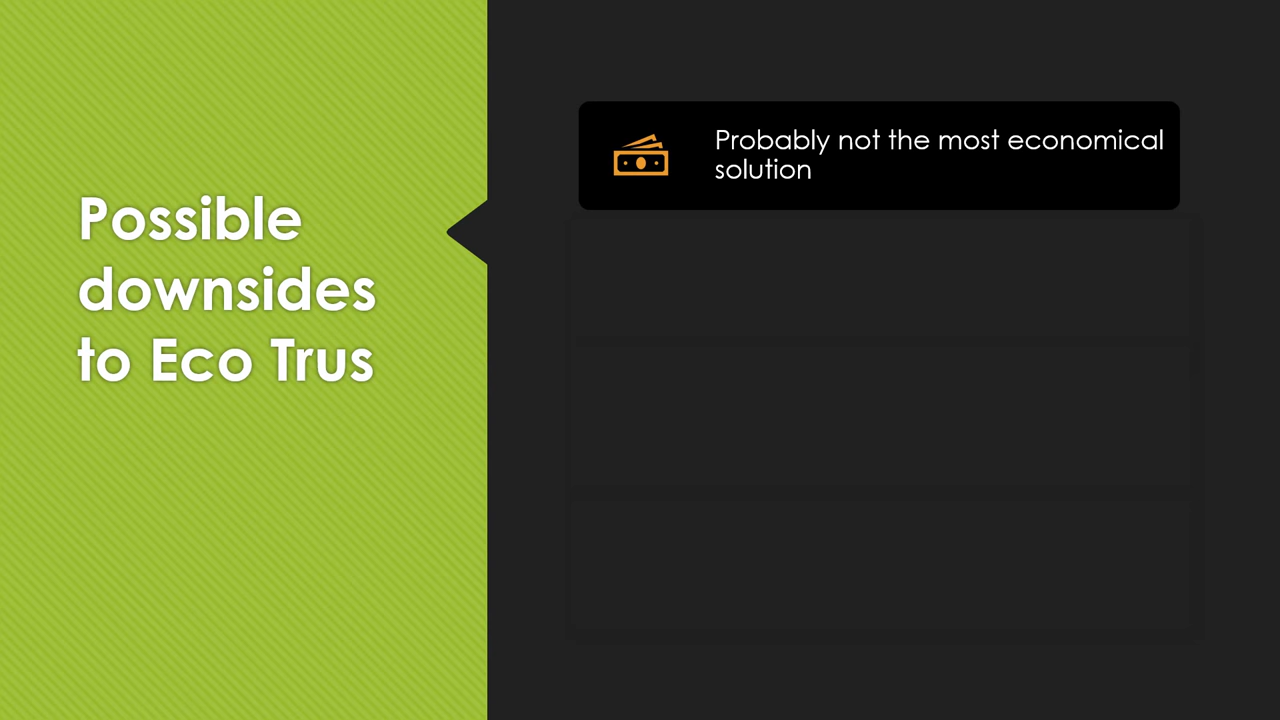 Possible
downsides
to Eco Trus
Probably not the most economical
solution